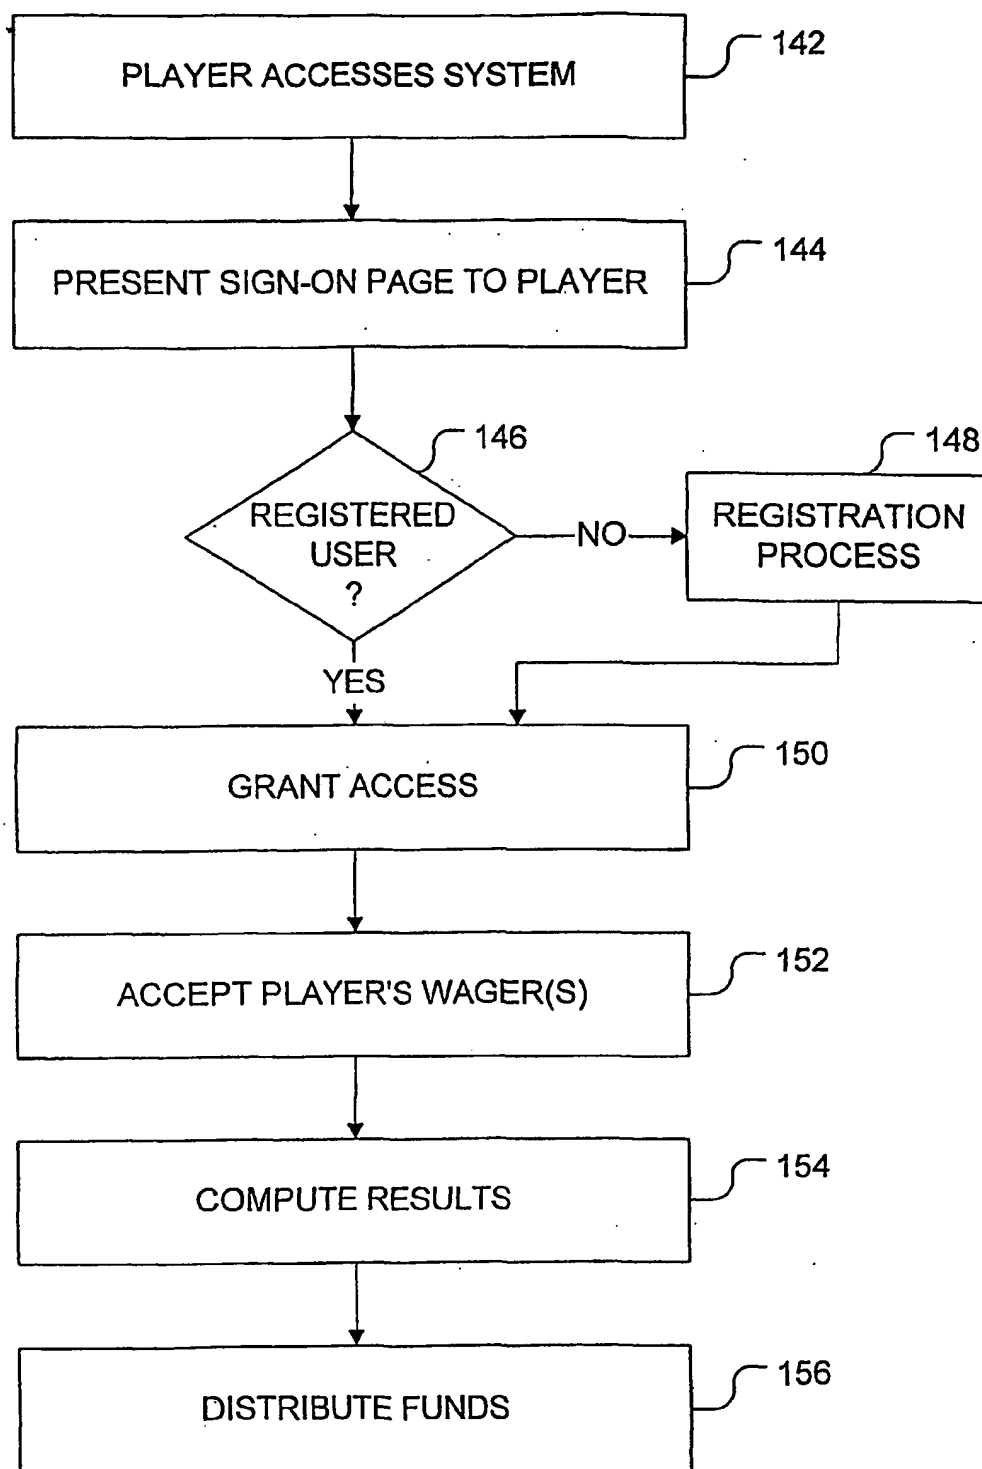 PLAYER ACCESSES SYSTEM
142
PRESENT SIGN-ON PAGE TO PLAYER
144
146
REGISTERED
USER
?
NO
148
REGISTRATION
PROCESS
YES
GRANT ACCESS
150
ACCEPT PLAYER'S WAGER(S)
152
COMPUTE RESULTS
154
DISTRIBUTE FUNDS
156